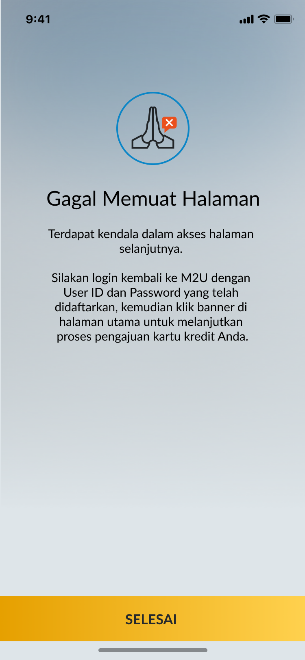 9:41
Gagal Memuat Halaman
Terdapat kendala dalam akses halaman
selanjutnya.
Silakan login kembali ke M2U dengan
User ID dan Password yang telah
didaftarkan, kemudian klik banner di
halaman utama untuk melanjutkan
proses pengajuan kartu kredit Anda.
SELESAI